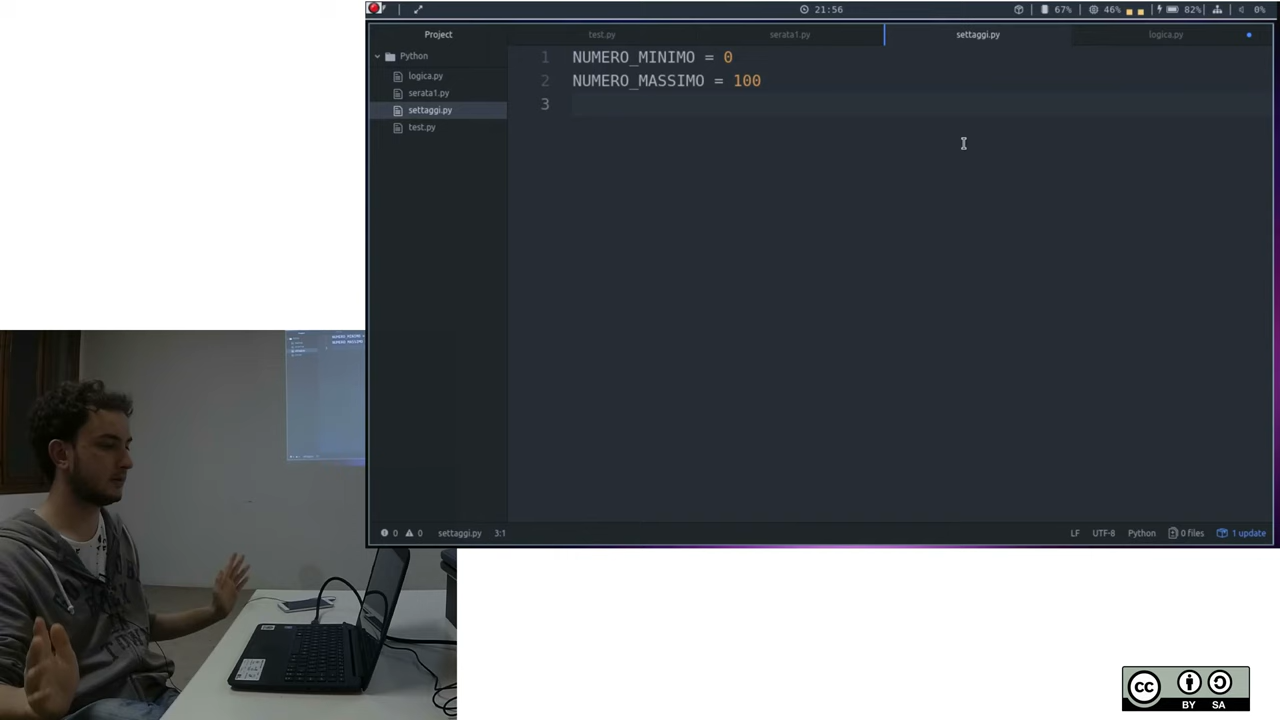 21:56
67%
46%
82%
0%
Project
test.py
serata1.py
settaggi.py
logica.py
Python
logica.py
serata1.py
settaggi.py
test.py
1 NUMERO_MINIMO = 0
2 NUMERO_MASSIMO = 100
3
0
0
settaggi.py
3:1
LF
UTF-8
Python
0 files
1 update
cc
BY
SA